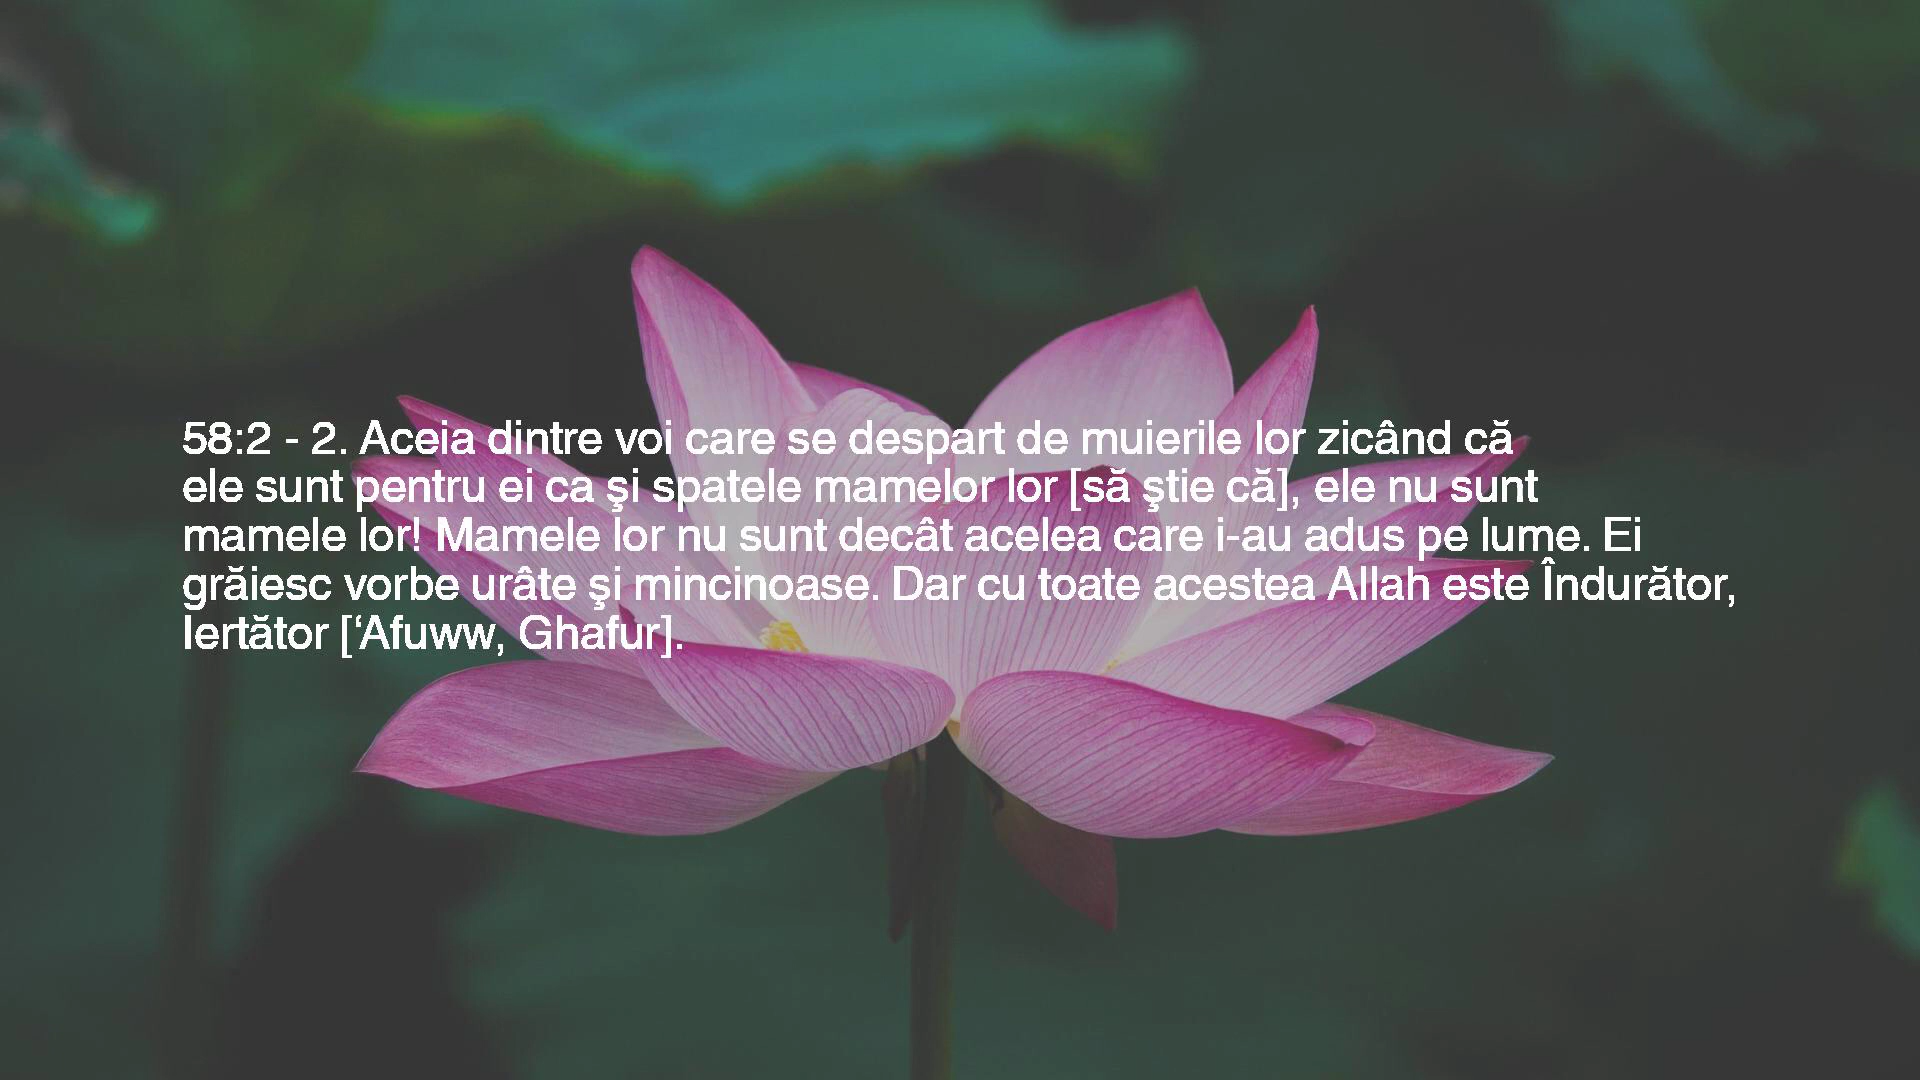 58:2 - 2. Aceia dintre voi care se despart de muierile lor zicând că
ele sunt pentru ei ca şi spatele mamelor lor [să ştie că], ele nu sunt
mamele lor! Mamele lor nu sunt decât acelea care i-au adus pe lume. Ei
grăiesc vorbe urâte şi mincinoase. Dar cu toate acestea Allah este Îndurător,
Iertător [‘Afuww, Ghafur].